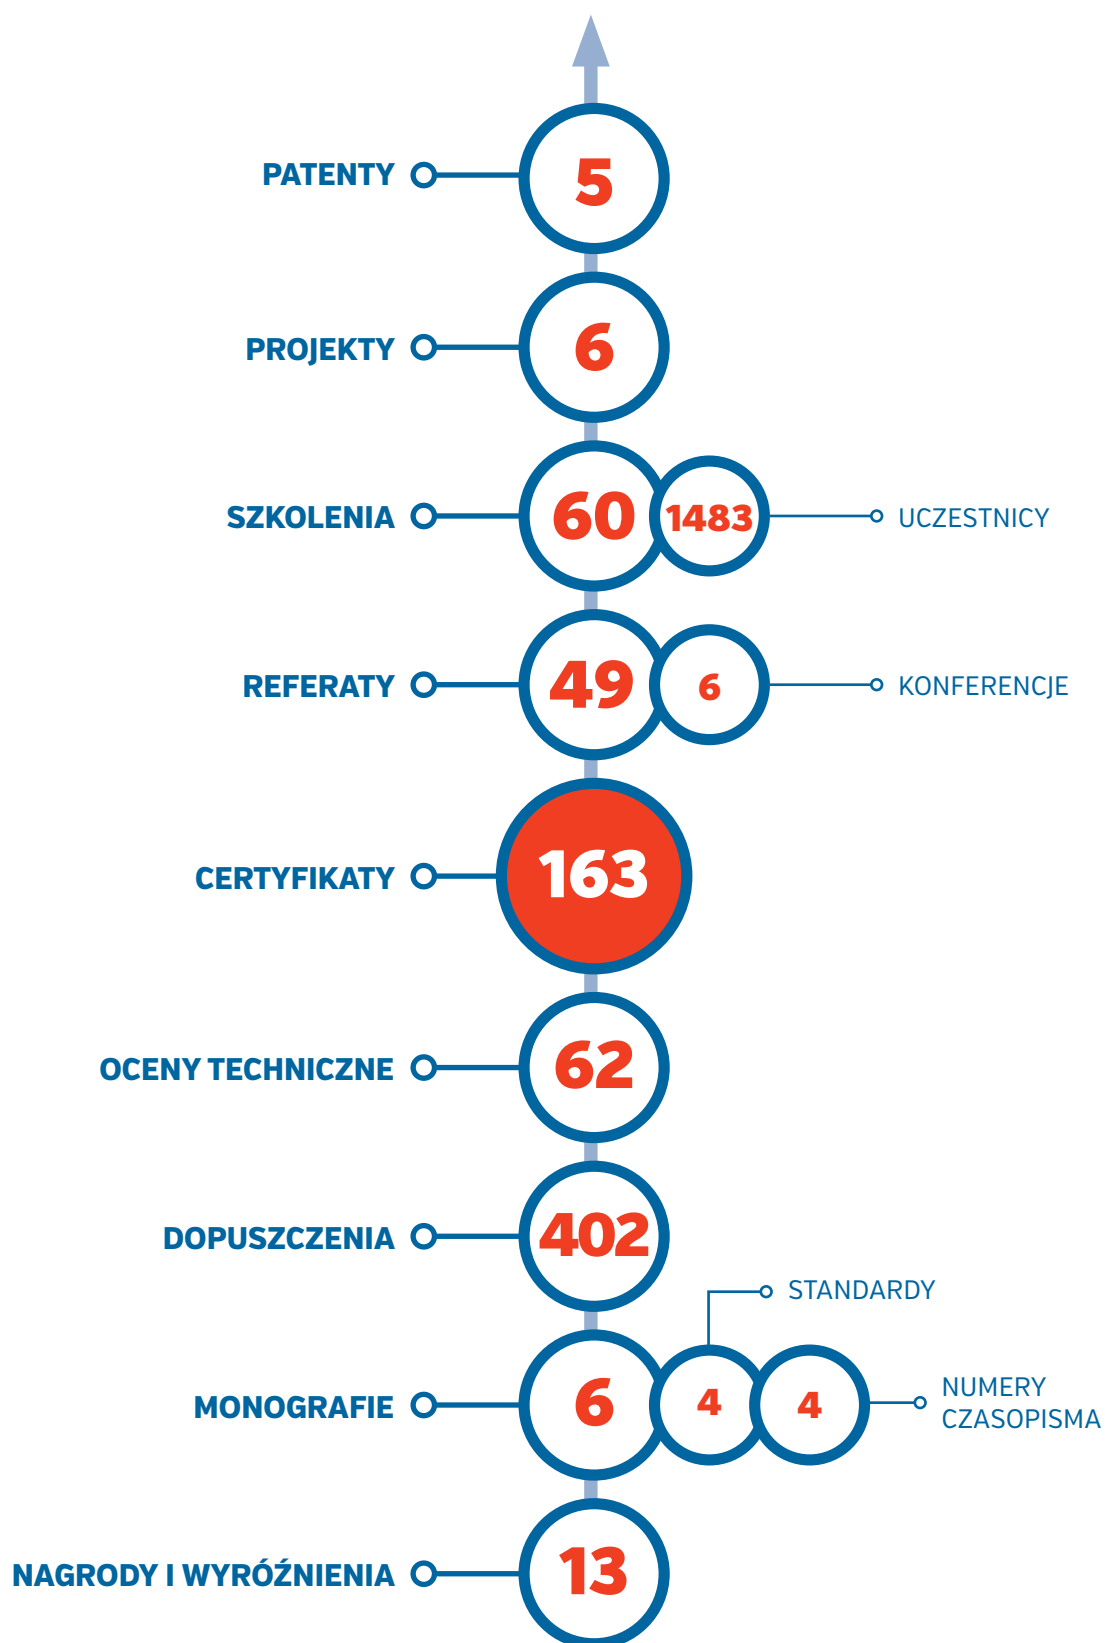 PATENTY 5
PROJEKTY 6
SZKOLENIA 60 1483 UCZESTNICY
REFERATY 49 6 KONFERENCJE
CERTYFIKATY 163
OCENY TECHNICZNE 62
DOPUSZCZENIA 402
STANDARDY
MONOGRAFIE 6 4 4 NUMERY
CZASOPISMA
NAGRODY I WYRÓŹNIENIA 13